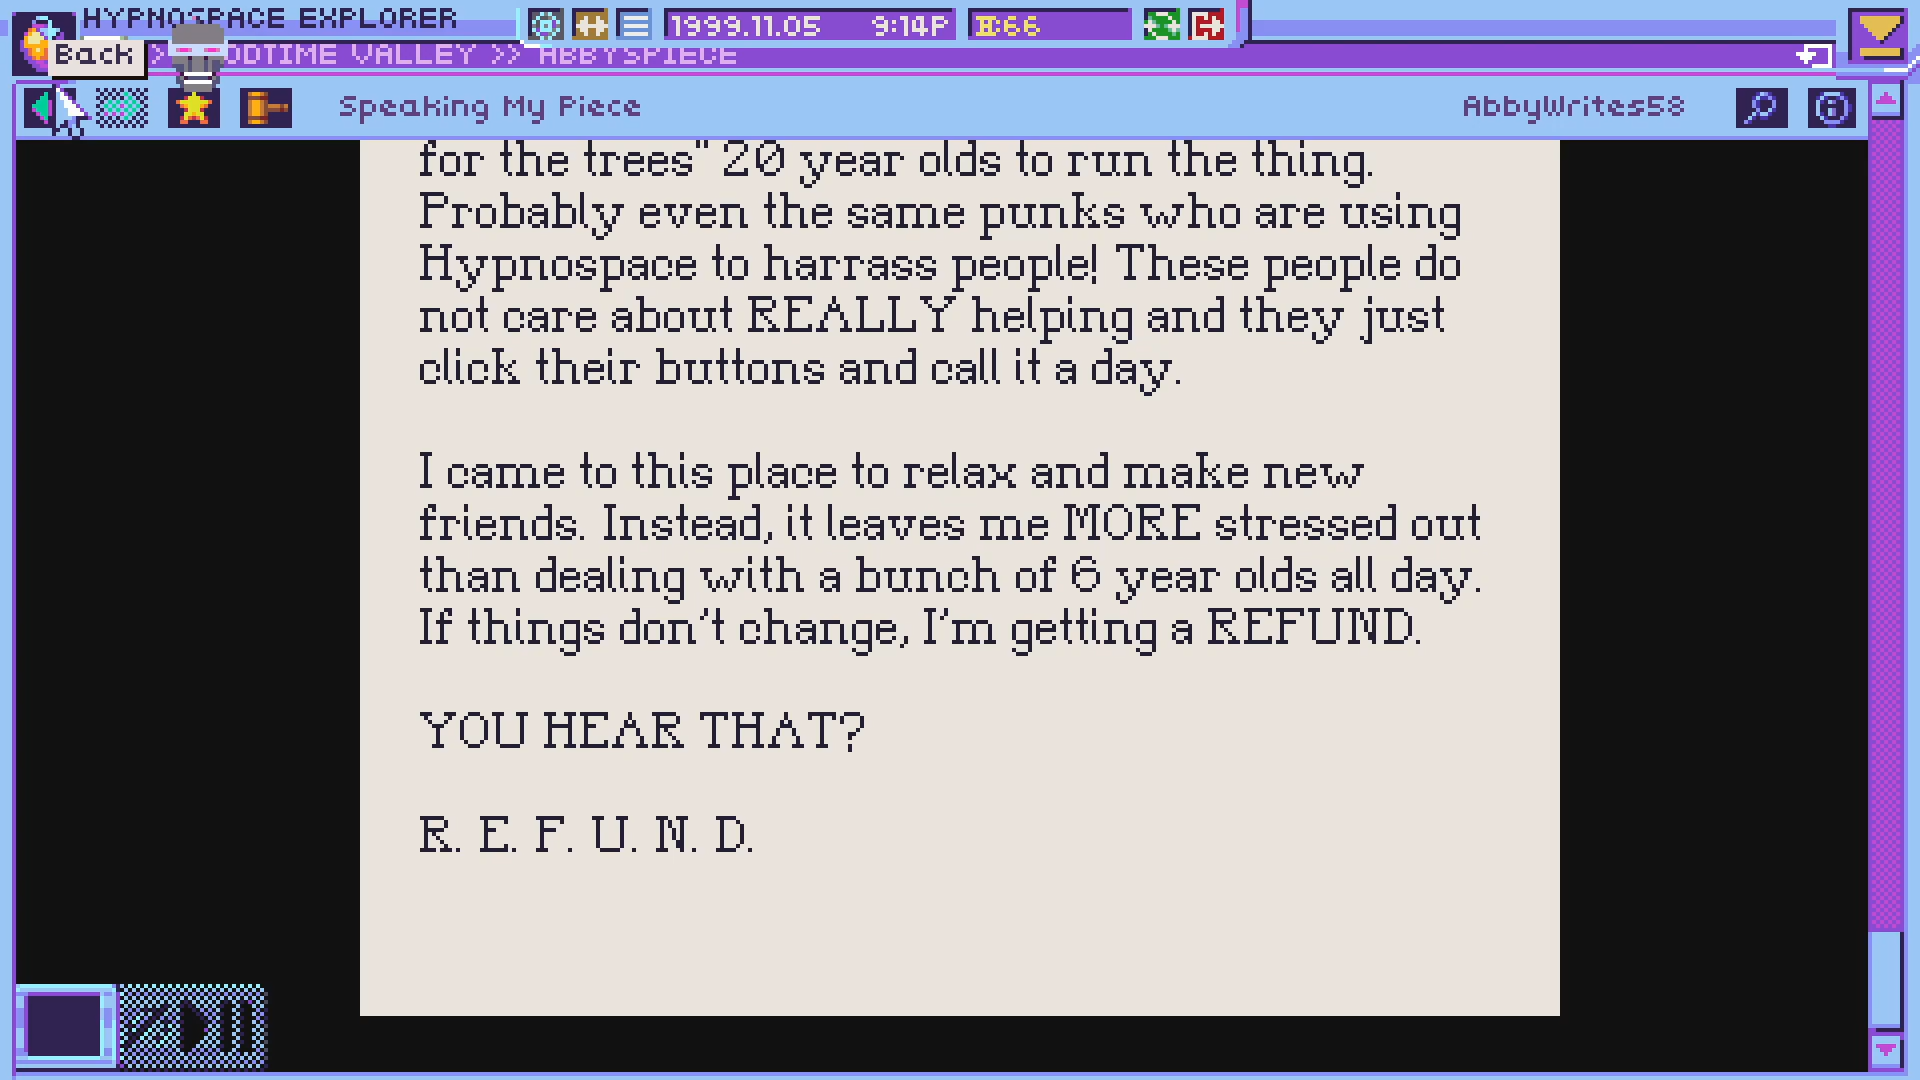 HYPNOSPACE EXPLORER
1999.11.05 9:14P
66
Back
ODTIME VALLEY >> ABBYSPIECE
Speaking My Piece
AbbyWrites58
for the trees" 20 year olds to run the thing.
Probably even the same punks who are using
Hypnospace to harrass people! These people do
not care about REALLY helping and they just
click their buttons and call it a day.
I came to this place to relax and make new
friends. Instead, it leaves me MORE stressed out
than dealing with a bunch of 6 year olds all day.
If things don't change, I'm getting a REFUND.
YOU HEAR THAT?
R. E. F. U. N. D.